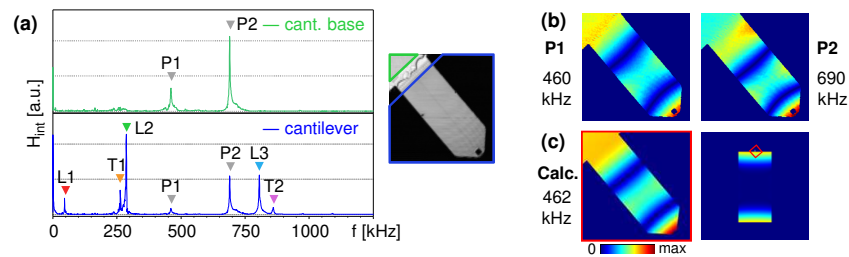 (a)
cant. base
P1
P2
H_int [a.u.]
cantilever
L1
T1
L2
P1
P2
L3
T2
0
250
500
750
1000
f [kHz]
(b)
P1
460
kHz
P2
690
kHz
(c)
Calc.
462
kHz
0
max